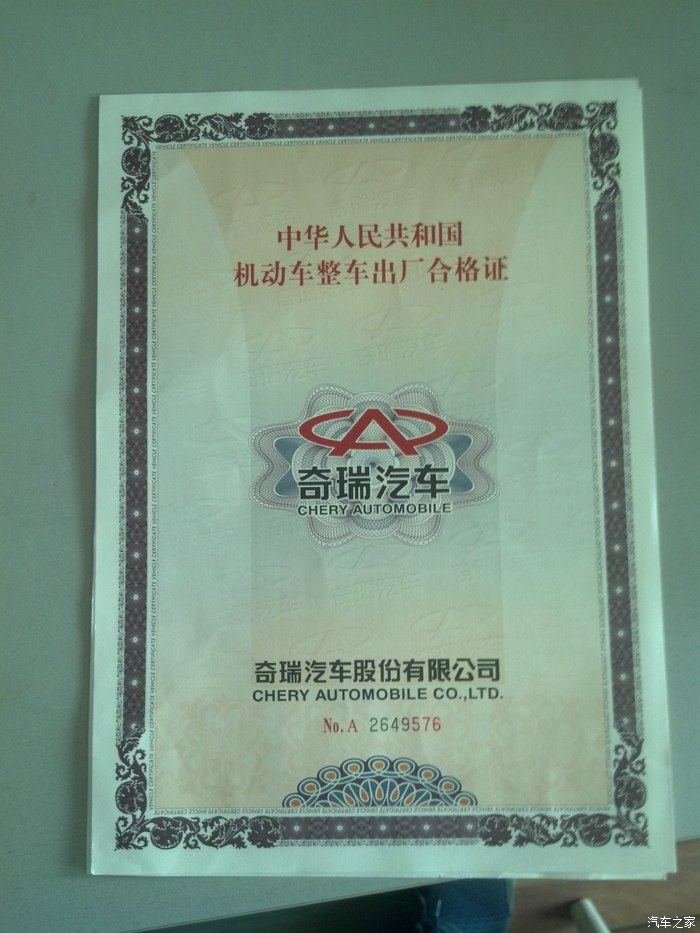 中华人民共和国
机动车整车出厂合格证
奇瑞汽车
CHERY AUTOMOBILE
奇瑞汽车股份有限公司
CHERY AUTOMOBILE CO.,LTD.
No. A 2649576
VEHICLE CERTIFICATE
汽车之家